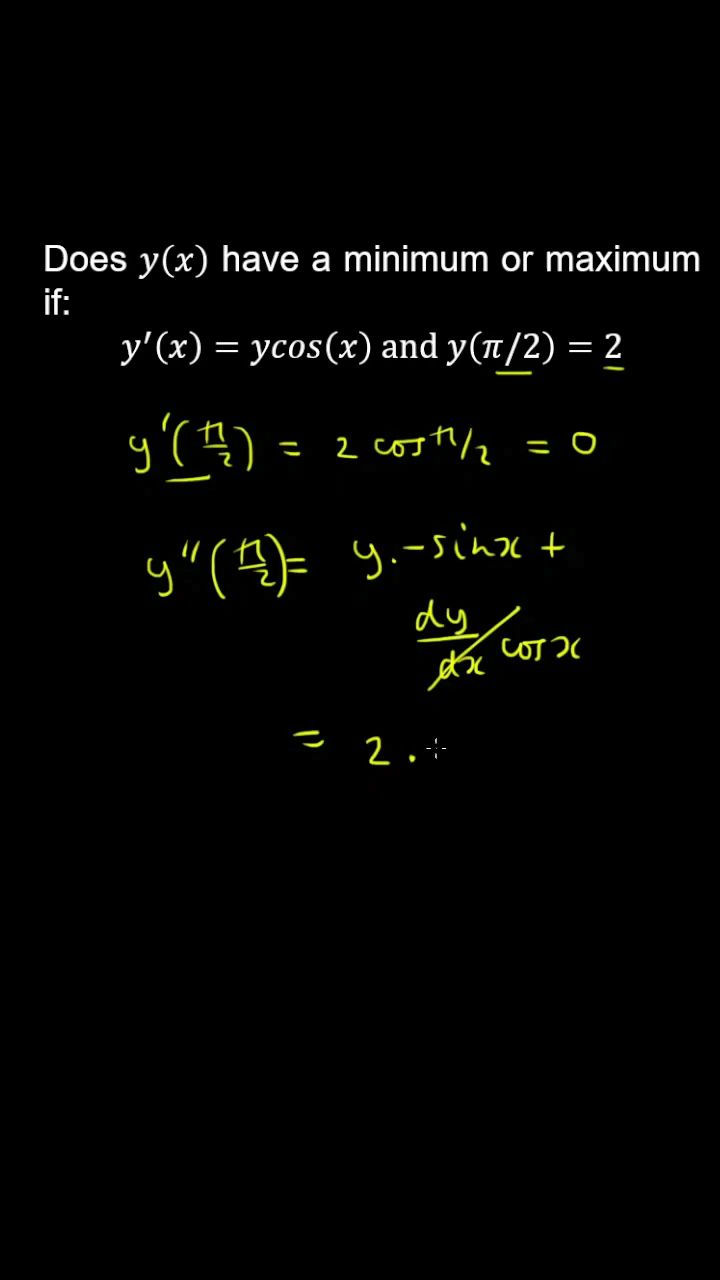 Does y(x) have a minimum or maximum
if:
y′(x) = ycos(x) and y(π/2) = 2
y'(π/2) = 2 cos π/2 = 0
y"(π/2) = y. -sinx +
dy/dx cosx
= 2 .